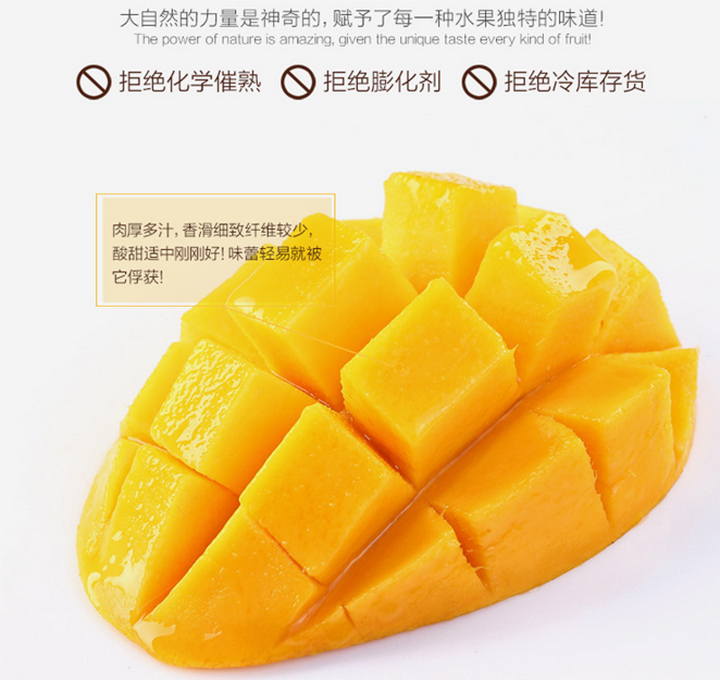 大自然的力量是神奇的，赋予了每一种水果独特的味道！
The power of nature is amazing, given the unique taste every kind of fruit!
拒绝化学催熟 拒绝膨化剂 拒绝冷库存货
肉厚多汁，香滑细致纤维较少，
酸甜适中刚刚好！味蕾轻易就被
它俘获！